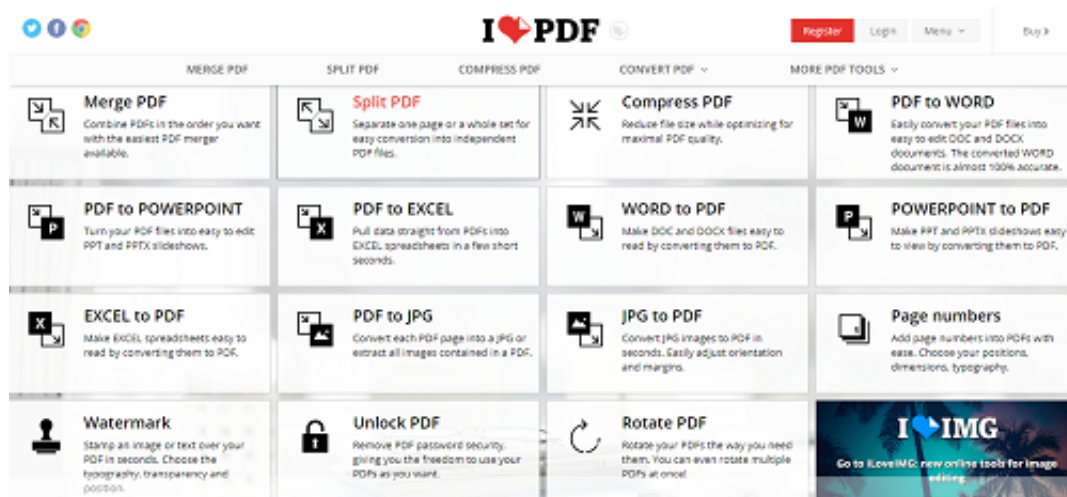 I PDF
Register Login Menu Buy
MERGE PDF SPLIT PDF COMPRESS PDF CONVERT PDF MORE PDF TOOLS
Merge PDF
Combine PDFs in the order you want
with the easiest PDF merger
available.
Split PDF
Separate one page or a whole set for
easy conversion into independent
PDF files.
Compress PDF
Reduce file size while optimizing for
maximal PDF quality.
PDF to WORD
Easily convert your PDF files into
easy to edit DOC and DOCX
documents. The converted WORD
document is almost 100% accurate.
W
PDF to POWERPOINT
Turn your PDF files into easy to edit
PPT and PPTX slideshows.
P
PDF to EXCEL
Pull data straight from PDFs into
EXCEL spreadsheets in a few short
seconds.
X
WORD to PDF
Make DOC and DOCX files easy to
read by converting them to PDF.
W
POWERPOINT to PDF
Make PPT and PPTX slideshows easy
to view by converting them to PDF.
P
EXCEL to PDF
Make EXCEL spreadsheets easy to
read by converting them to PDF.
X
PDF to JPG
Convert each PDF page into a JPG or
extract all images contained in a PDF.
JPG to PDF
Convert JPG images to PDF in
seconds. Easily adjust orientation
and margins.
Page numbers
Add page numbers into PDFs with
ease. Choose your positions,
dimensions, typography.
Watermark
Stamp an image or text over your
PDF in seconds. Choose the
typography, transparency and
position.
Unlock PDF
Remove PDF password security,
giving you the freedom to use your
PDFs as you want.
Rotate PDF
Rotate your PDFs the way you need
them. You can even rotate multiple
PDFs at once!
I IMG
Go to iLoveIMG: new online tools for image
editing